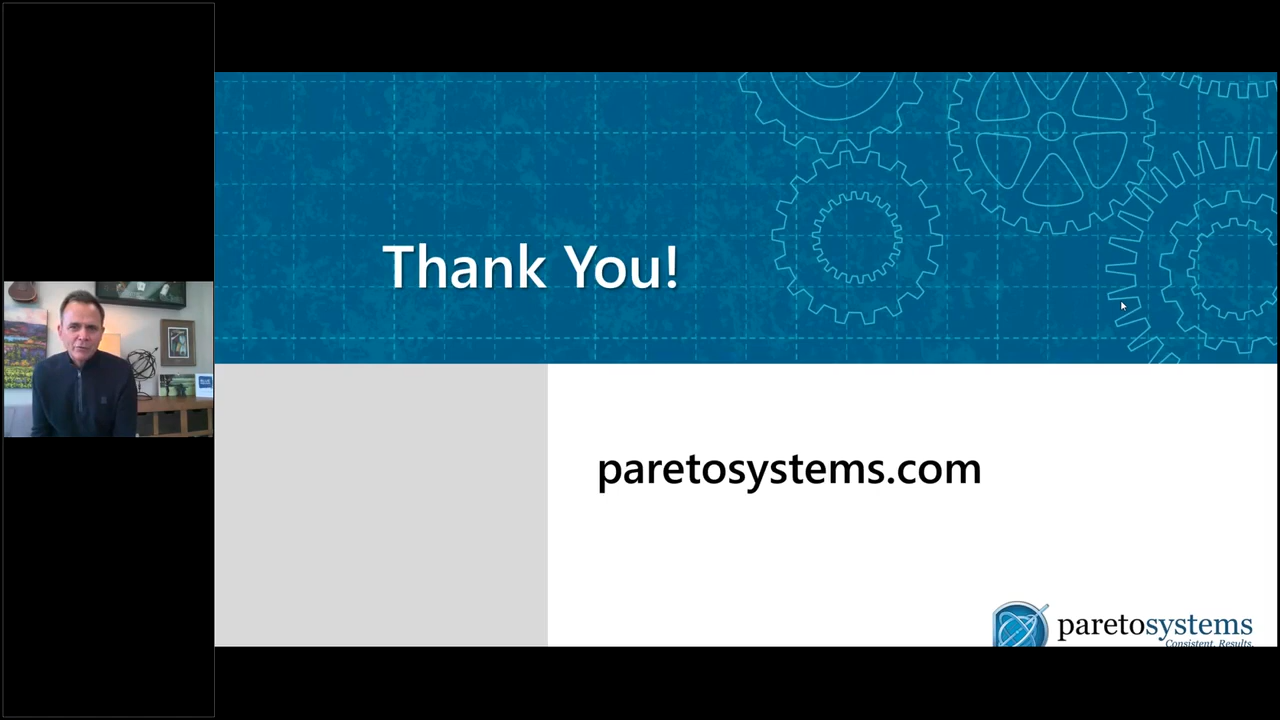 Thank You!
paretosystems.com
paretosystems
Consistent. Results.